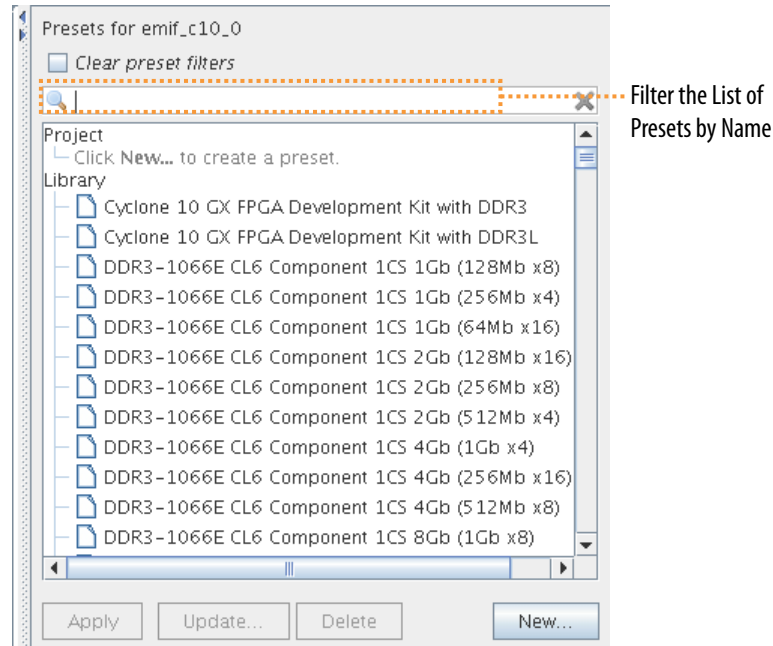 Presets for emif_c10_0
Clear preset filters
Filter the List of
Presets by Name
Project
Click New... to create a preset.
Library
Cyclone 10 GX FPGA Development Kit with DDR3
Cyclone 10 GX FPGA Development Kit with DDR3L
DDR3-1066E CL6 Component 1CS 1Gb (128Mb x8)
DDR3-1066E CL6 Component 1CS 1Gb (256Mb x4)
DDR3-1066E CL6 Component 1CS 1Gb (64Mb x16)
DDR3-1066E CL6 Component 1CS 2Gb (128Mb x16)
DDR3-1066E CL6 Component 1CS 2Gb (256Mb x8)
DDR3-1066E CL6 Component 1CS 2Gb (512Mb x4)
DDR3-1066E CL6 Component 1CS 4Gb (1Gb x4)
DDR3-1066E CL6 Component 1CS 4Gb (256Mb x16)
DDR3-1066E CL6 Component 1CS 4Gb (512Mb x8)
DDR3-1066E CL6 Component 1CS 8Gb (1Gb x8)
Apply Update... Delete New...